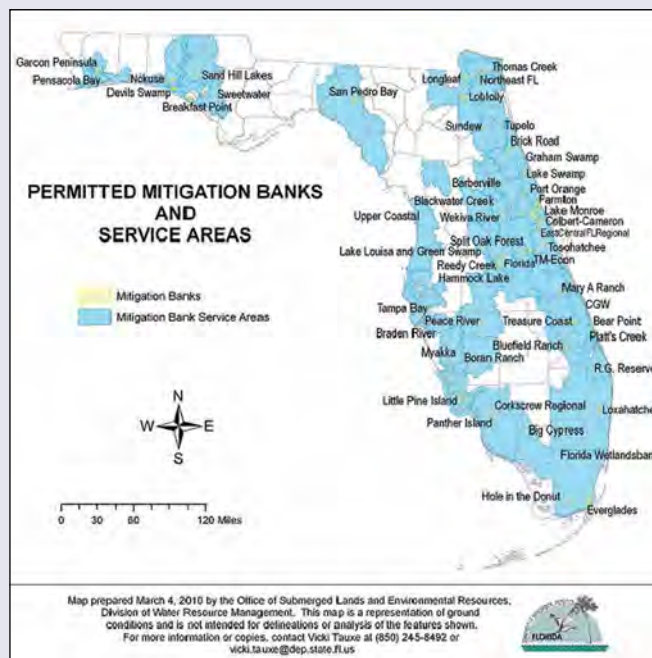 Garcon Peninsula
Pensacola Bay
Nokuse
Devils Swamp
Breakfast Point
Sand Hill Lakes
Sweetwater
San Pedro Bay
Longleaf
Loblolly
Thomas Creek
Northeast FL
Sundew
Tupelo
Brick Road
Graham Swamp
Lake Swamp
Port Orange
Barberville
Farmton
Blackwater Creek
Lake Monroe
Upper Coastal
Wekiva River
Colbert-Cameron
EastCentralFLRegional
Split Oak Forest
Tosohatchee
Lake Louisa and Green Swamp
TM-Econ
Reedy Creek
Florida
Hammock Lake
Mary A Ranch
CGW
Tampa Bay
Peace River
Treasure Coast
Bear Point
Braden River
Platt's Creek
Bluefield Ranch
Myakka
Boran Ranch
R.G. Reserve
Little Pine Island
Corkscrew Regional
Loxahatche
Panther Island
Big Cypress
Florida Wetlandsban
Hole in the Donut
Everglades
PERMITTED MITIGATION BANKS
AND
SERVICE AREAS
Mitigation Banks
Mitigation Bank Service Areas
N
W E
S
0 30 60 120 Miles
Map prepared March 4, 2010 by the Office of Submerged Lands and Environmental Resources,
Division of Water Resource Management. This map is a representation of ground
conditions and is not intended for delineations or analysis of the features shown.
For more information or copies, contact Vicki Tauxe at (850) 245-8492 or
vicki.tauxe@dep.state.fl.us
FLORIDA